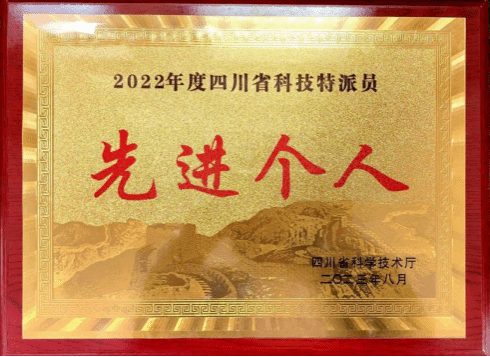 2022年度四川省科技特派员
先进个人
四川省科学技术厅
二〇二三年八月